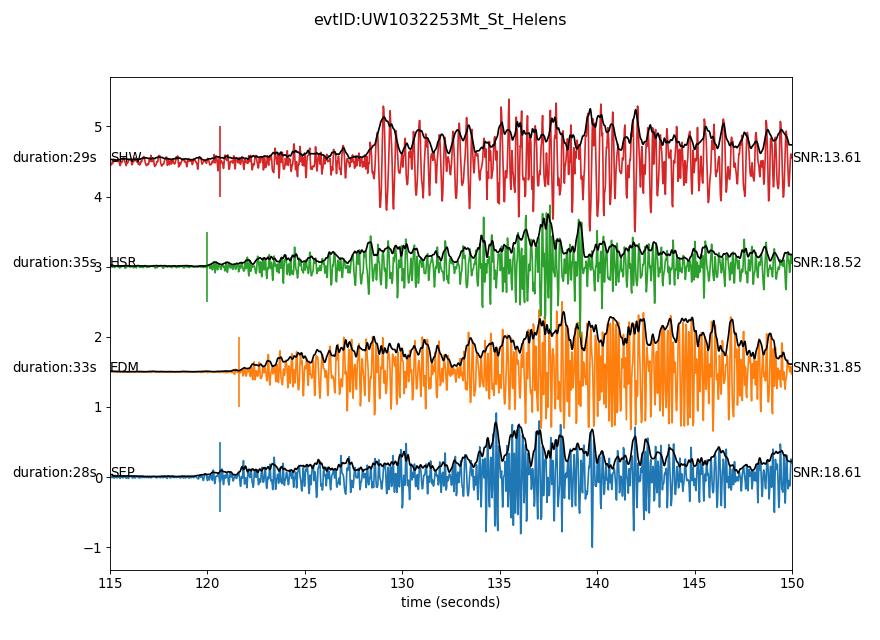 evtID:UW1032253Mt_St_Helens
5
duration:29s SHW SNR:13.61
4
duration:35s HSR SNR:18.52
3
2
duration:33s EDM SNR:31.85
1
duration:28s SEP SNR:18.61
0
−1
115 120 125 130 135 140 145 150
time (seconds)